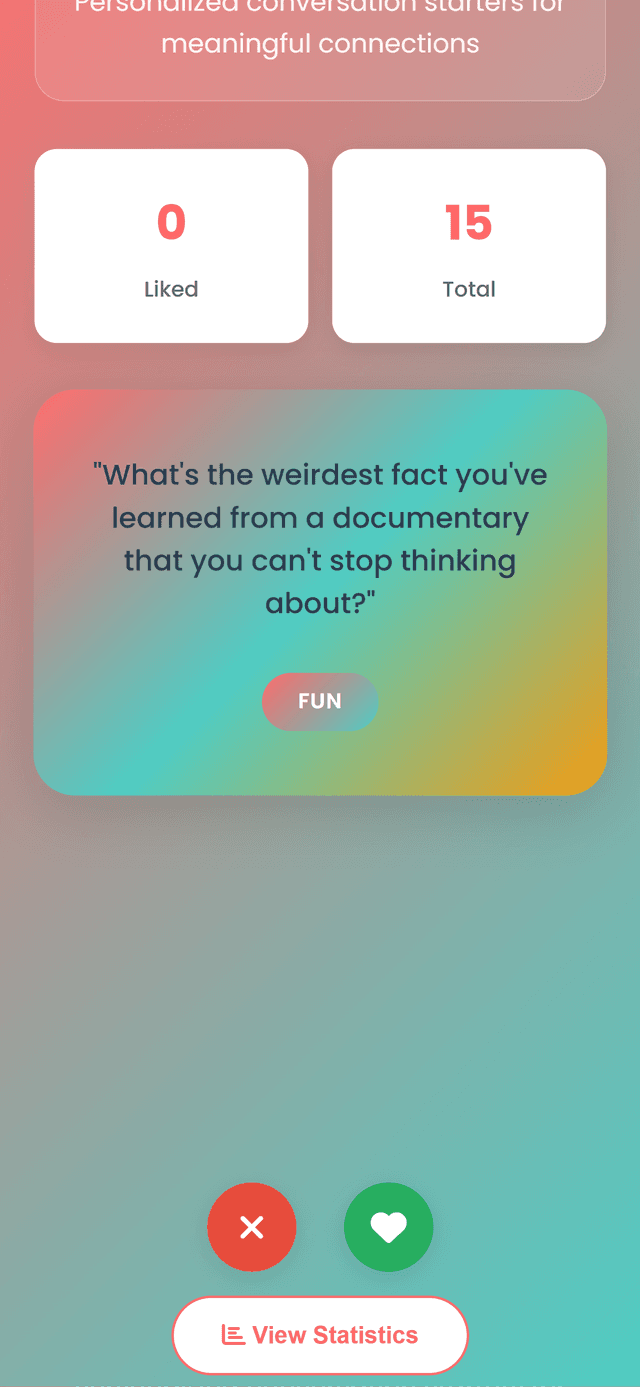 Personalized conversation starters for
meaningful connections
0
Liked
15
Total
"What's the weirdest fact you've
learned from a documentary
that you can't stop thinking
about?"
FUN
View Statistics